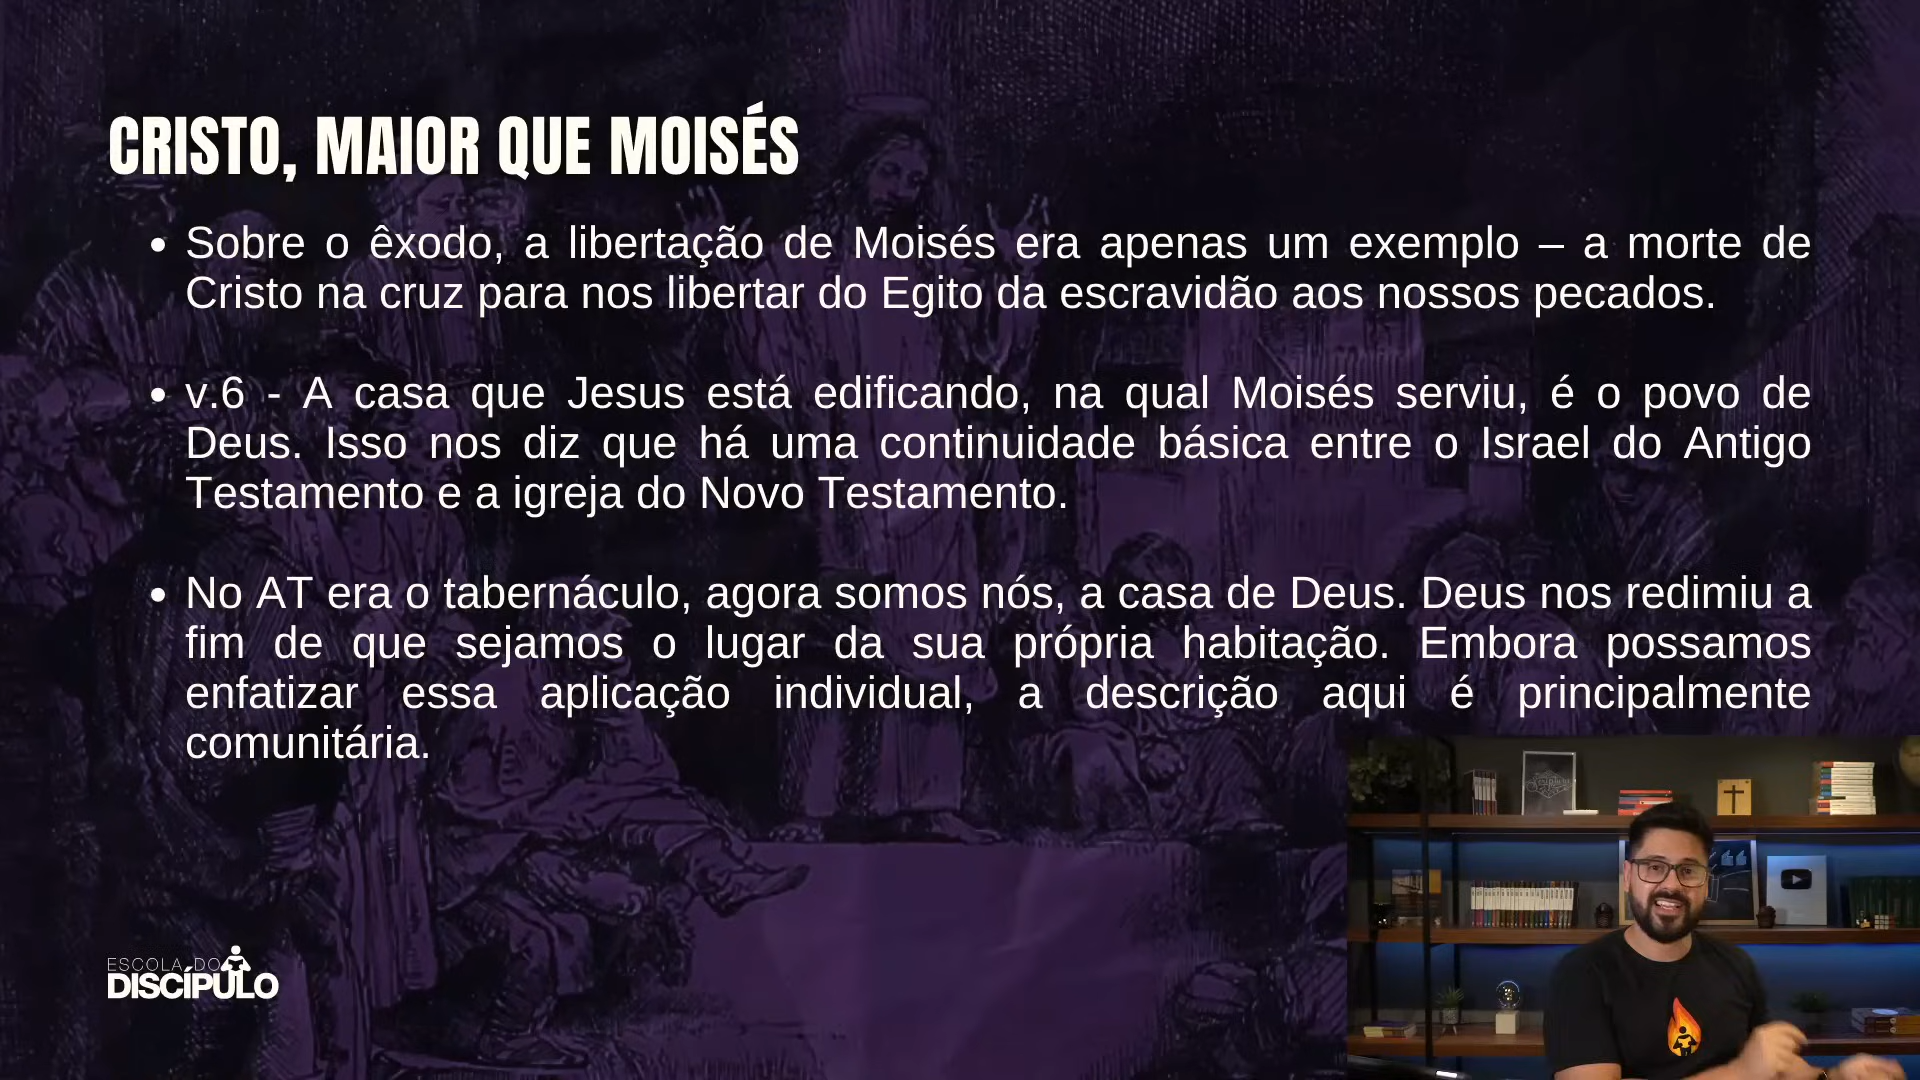 CRISTO, MAIOR QUE MOISÉS
• Sobre o êxodo, a libertação de Moisés era apenas um exemplo – a morte de
Cristo na cruz para nos libertar do Egito da escravidão aos nossos pecados.
• v.6 - A casa que Jesus está edificando, na qual Moisés serviu, é o povo de
Deus. Isso nos diz que há uma continuidade básica entre o Israel do Antigo
Testamento e a igreja do Novo Testamento.
• No AT era o tabernáculo, agora somos nós, a casa de Deus. Deus nos redimiu a
fim de que sejamos o lugar da sua própria habitação. Embora possamos
enfatizar essa aplicação individual, a descrição aqui é principalmente
comunitária.
ESCOLA DO
DISCÍPULO